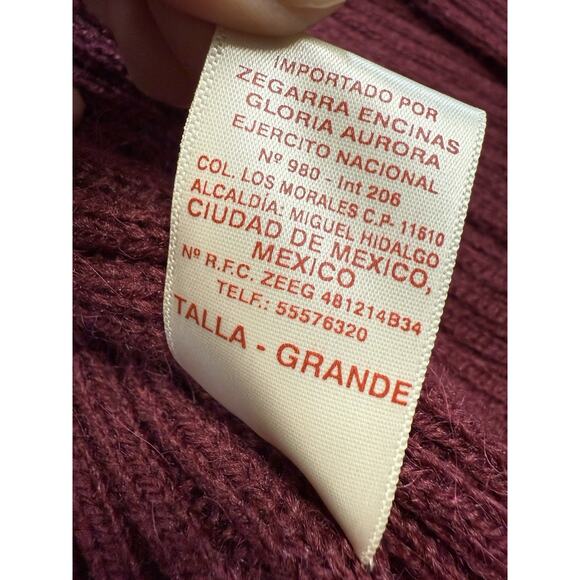 IMPORTADO POR
ZEGARRA ENCINAS
GLORIA AURORA
EJERCITO NACIONAL
Nº 980 - Int 206
COL. LOS MORALES C.P- 11510
ALCALDÍA: MIGUEL HIDALGO
CIUDAD DE MEXICO,
MEXICO
Nº R.F.C. ZEEG 481214B34
TELF.: 55576320
TALLA - GRANDE